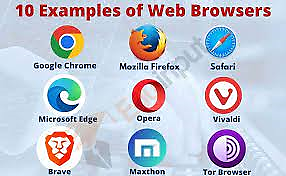 10 Examples of Web Browsers
Google Chrome
Mozilla Firefox
Safari
Microsoft Edge
Opera
Vivaldi
Brave
Maxthon
Tor Browser